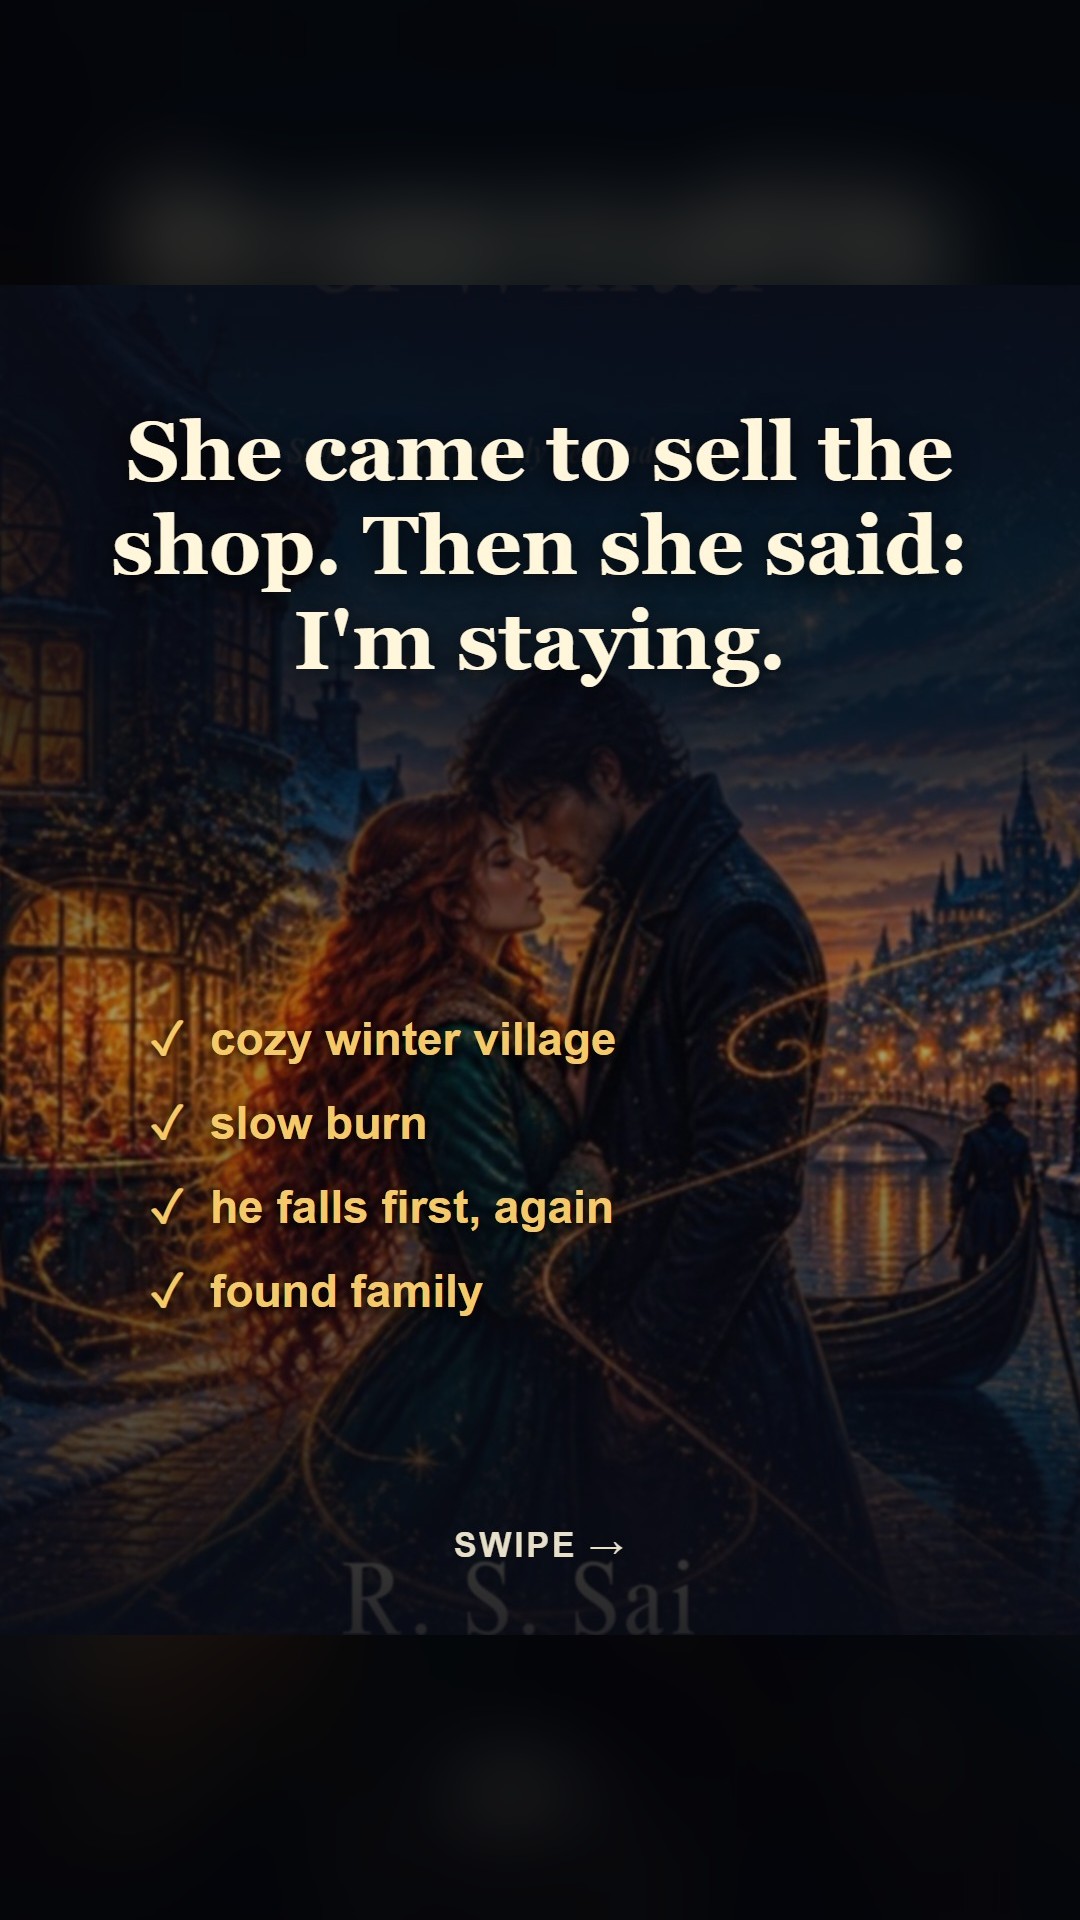 She came to sell the
shop. Then she said:
I'm staying.
✓ cozy winter village
✓ slow burn
✓ he falls first, again
✓ found family
SWIPE →
R. S. Sai